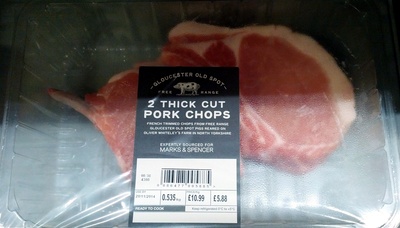 GLOUCESTER OLD SPOT
FREE RANGE
2 THICK CUT
PORK CHOPS
FRENCH TRIMMED CHOPS FROM FREE RANGE
GLOUCESTER OLD SPOT PIGS REARED ON
OLIVER WHITELEY'S FARM IN NORTH YORKSHIRE
EXPERTLY SOURCED FOR
MARKS & SPENCER
0.535 kg £10.99 £5.88
READY TO COOK